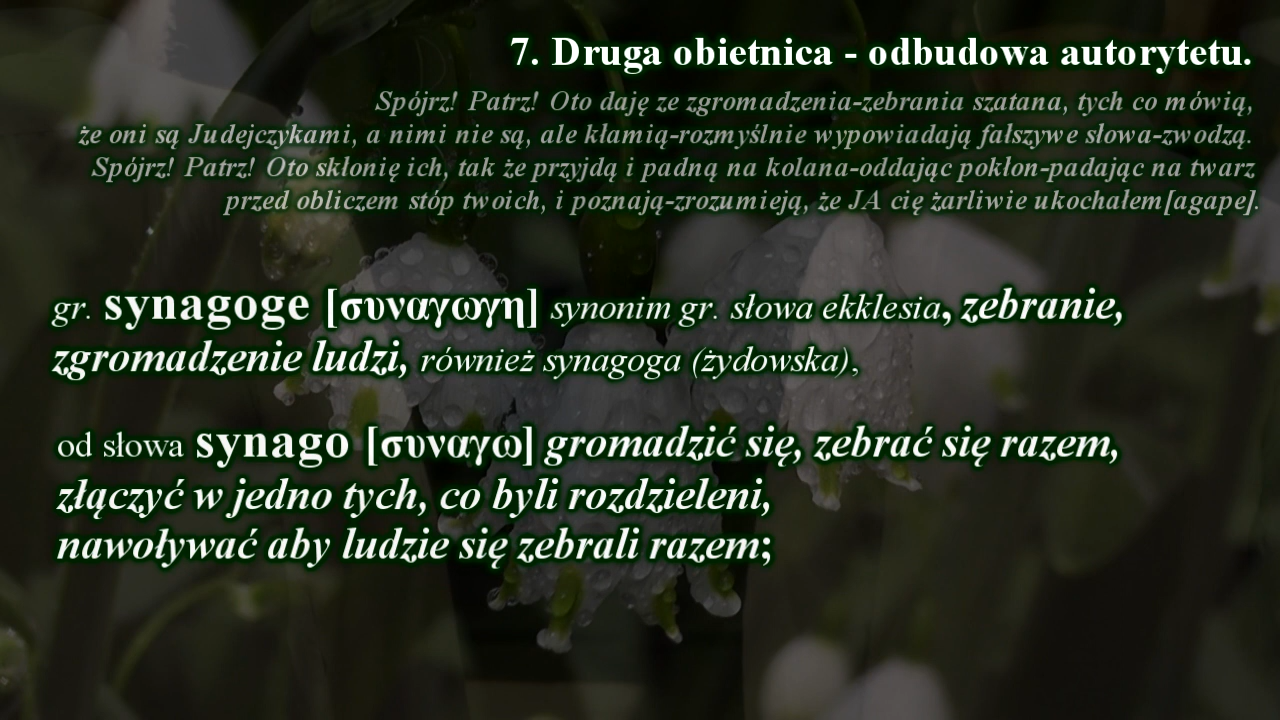 7. Druga obietnica - odbudowa autorytetu.
Spójrz! Patrz! Oto daję ze zgromadzenia-zebrania szatana, tych co mówią,
że oni są Judejczykami, a nimi nie są, ale kłamią-rozmyślnie wypowiadają fałszywe słowa-zwodzą.
Spójrz! Patrz! Oto skłonię ich, tak że przyjdą i padną na kolana-oddając pokłon-padając na twarz
przed obliczem stóp twoich, i poznają-zrozumieją, że JA cię żarliwie ukochałem[agape].
gr. synagoge [συναγωγη] synonim gr. słowa ekklesia, zebranie,
zgromadzenie ludzi, również synagoga (żydowska),
od słowa synago [συναγω] gromadzić się, zebrać się razem,
złączyć w jedno tych, co byli rozdzieleni,
nawoływać aby ludzie się zebrali razem;